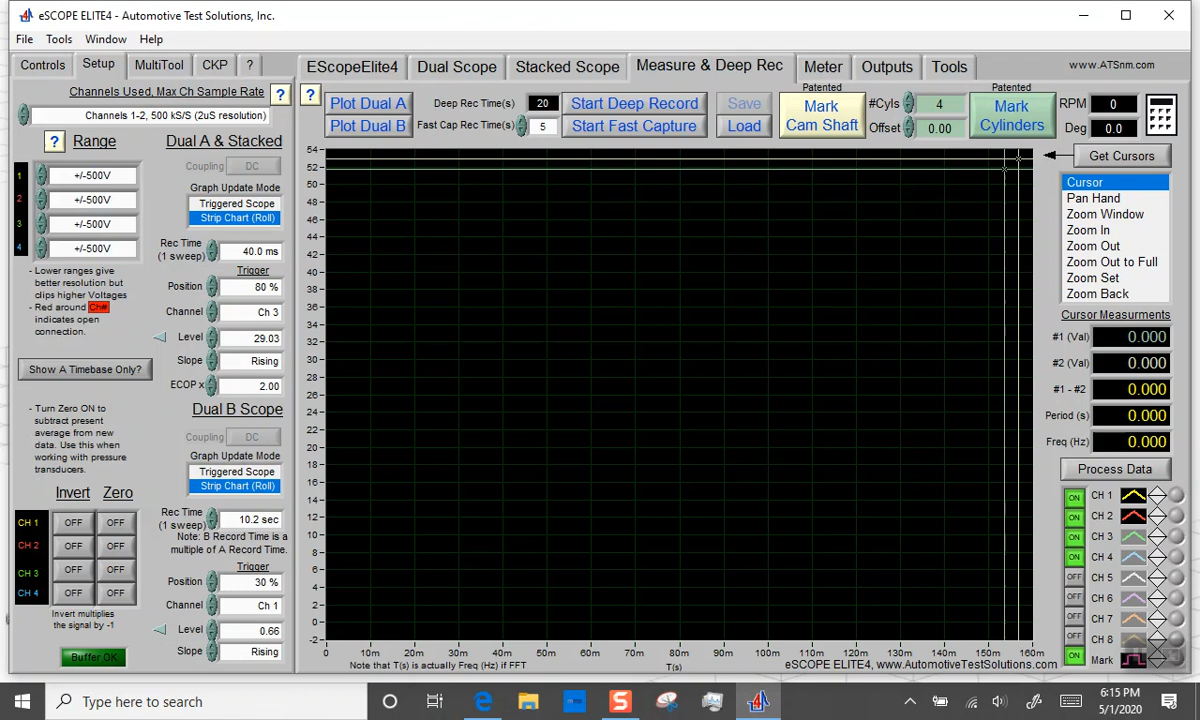 eSCOPE ELITE4 - Automotive Test Solutions, Inc.
File Tools Window Help
Controls Setup MultiTool CKP ?
EScopeElite4 Dual Scope Stacked Scope Measure & Deep Rec Meter Outputs Tools www.ATSnm.com
Channels Used, Max Ch Sample Rate ?
Channels 1-2, 500 kS/S (2uS resolution)
? Range
1 +/-500V
2 +/-500V
3 +/-500V
4 +/-500V
- Lower ranges give
better resolution but
clips higher Voltages
- Red around Ch#
indicates open
connection.
Show A Timebase Only?
- Turn Zero ON to
subtract present
average from new
data. Use this when
working with pressure
transducers.
Invert Zero
CH 1 OFF OFF
CH 2 OFF OFF
CH 3 OFF OFF
CH 4 OFF OFF
Invert multiplies
the signal by -1
Buffer OK
Dual A & Stacked
Coupling DC
Graph Update Mode
Triggered Scope
Strip Chart (Roll)
Rec Time
(1 sweep) 40.0 ms
Trigger
Position 80 %
Channel Ch 3
Level 29.03
Slope Rising
ECOP x 2.00
Dual B Scope
Coupling DC
Graph Update Mode
Triggered Scope
Strip Chart (Roll)
Rec Time
(1 sweep) 10.2 sec
Note: B Record Time is a
multiple of A Record Time.
Trigger
Position 30 %
Channel Ch 1
Level 0.66
Slope Rising
?
Plot Dual A
Plot Dual B
Deep Rec Time(s) 20
Fast Cap Rec Time(s) 5
Start Deep Record
Start Fast Capture
Save
Load
Patented
Mark
Cam Shaft
#Cyls 4
Offset 0.00
Patented
Mark
Cylinders
RPM 0
Deg 0.0
54
52
50
48
46
44
42
40
38
36
34
32
30
28
26
24
22
20
18
16
14
12
10
8
6
4
2
0
-2
0 10m 20m 30m 40m 50m 60m 70m 80m 90m 100m 110m 120m 130m 140m 150m 160m
Note that T(s) is actually Freq (Hz) if FFT T(s) eSCOPE ELITE4, www.AutomotiveTestSolutions.com
Get Cursors
Cursor
Pan Hand
Zoom Window
Zoom In
Zoom Out
Zoom Out to Full
Zoom Set
Zoom Back
Cursor Measurments
#1 (Val) 0.000
#2 (Val) 0.000
#1 - #2 0.000
Period (s) 0.000
Freq (Hz) 0.000
Process Data
ON CH 1
ON CH 2
ON CH 3
ON CH 4
OFF CH 5
OFF CH 6
OFF CH 7
OFF CH 8
ON Mark
Type here to search
6:15 PM
5/1/2020